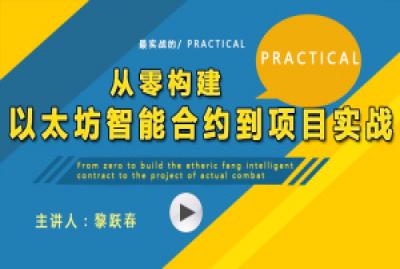 最实战的/ PRACTICAL
PRACTICAL
从零构建
以太坊智能合约到项目实战
From zero to build the etheric fang intelligent
contract to the project of actual combat
主讲人：黎跃春